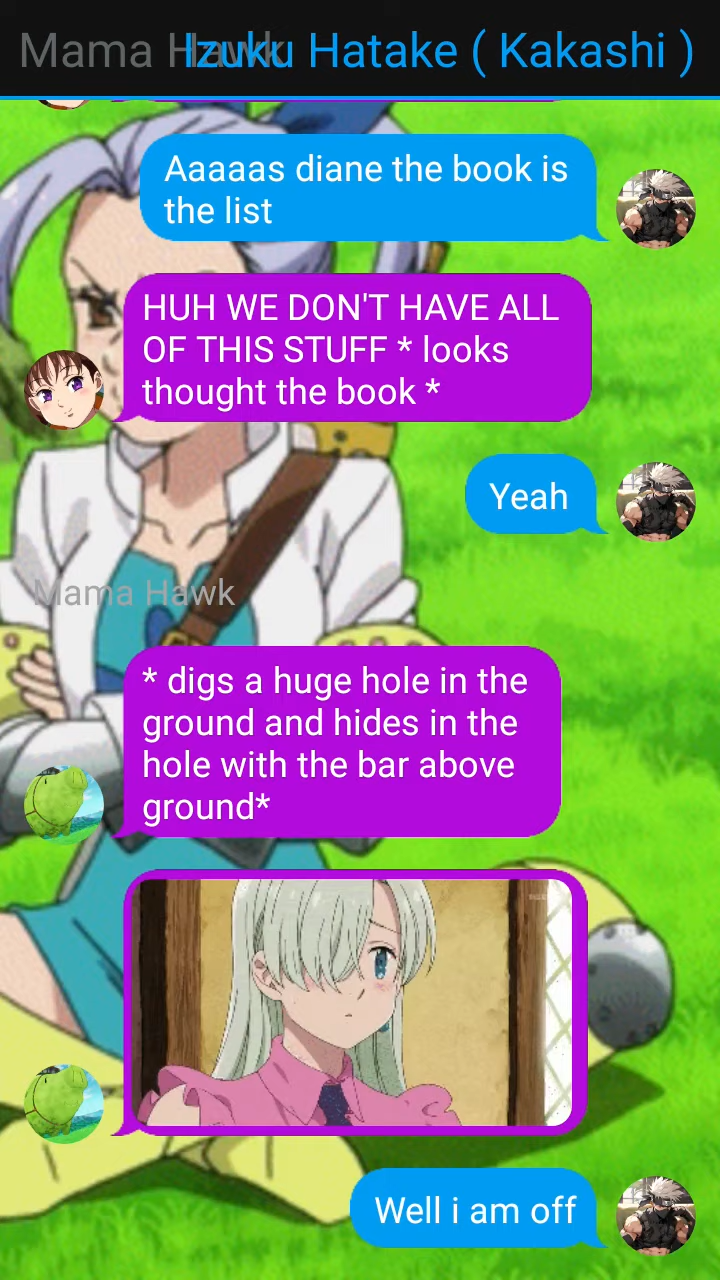 Mama Hawk
Izuku Hatake ( Kakashi )
Aaaaas diane the book is
the list
HUH WE DON'T HAVE ALL
OF THIS STUFF * looks
thought the book *
Yeah
Mama Hawk
* digs a huge hole in the
ground and hides in the
hole with the bar above
ground*
Well i am off